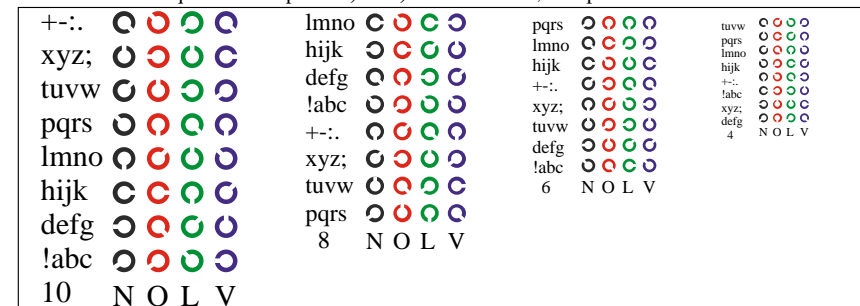 +-:.
xyz;
tuvw
pqrs
lmno
hijk
defg
!abc
10 N O L V
lmno
hijk
defg
!abc
+-:.
xyz;
tuvw
pqrs
8 N O L V
pqrs
lmno
hijk
+-:.
xyz;
tuvw
defg
!abc
6 N O L V
tuvw
pqrs
lmno
hijk
+-:.
!abc
xyz;
defg
4 N O L V